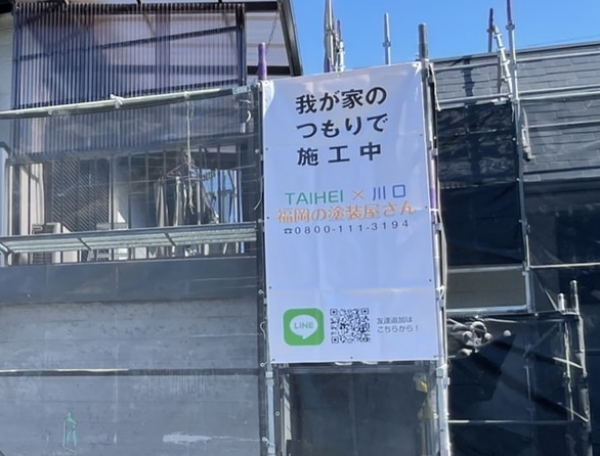 我が家の
つもりで
施工中
TAIHEI × 川口
福岡の塗装屋さん
☎0800-111-3194
LINE
友達追加は
こちらから!